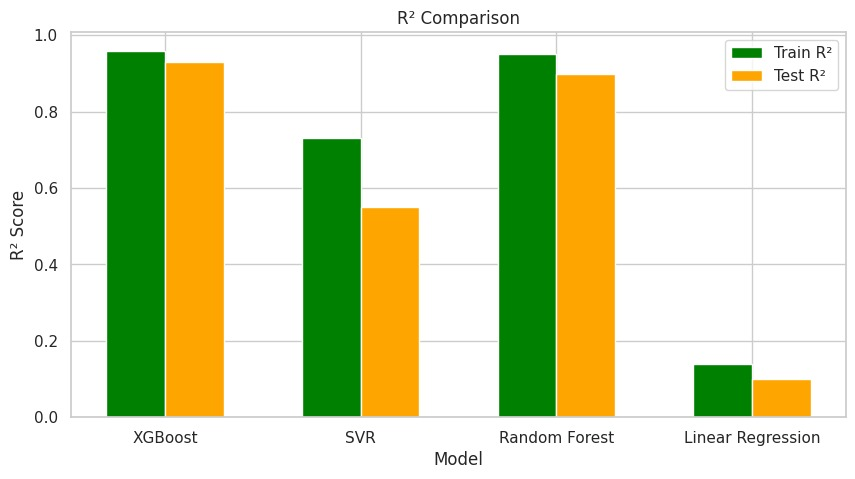 R² Comparison
Train R²
Test R²
R² Score
1.0
0.8
0.6
0.4
0.2
0.0
XGBoost
SVR
Random Forest
Linear Regression
Model